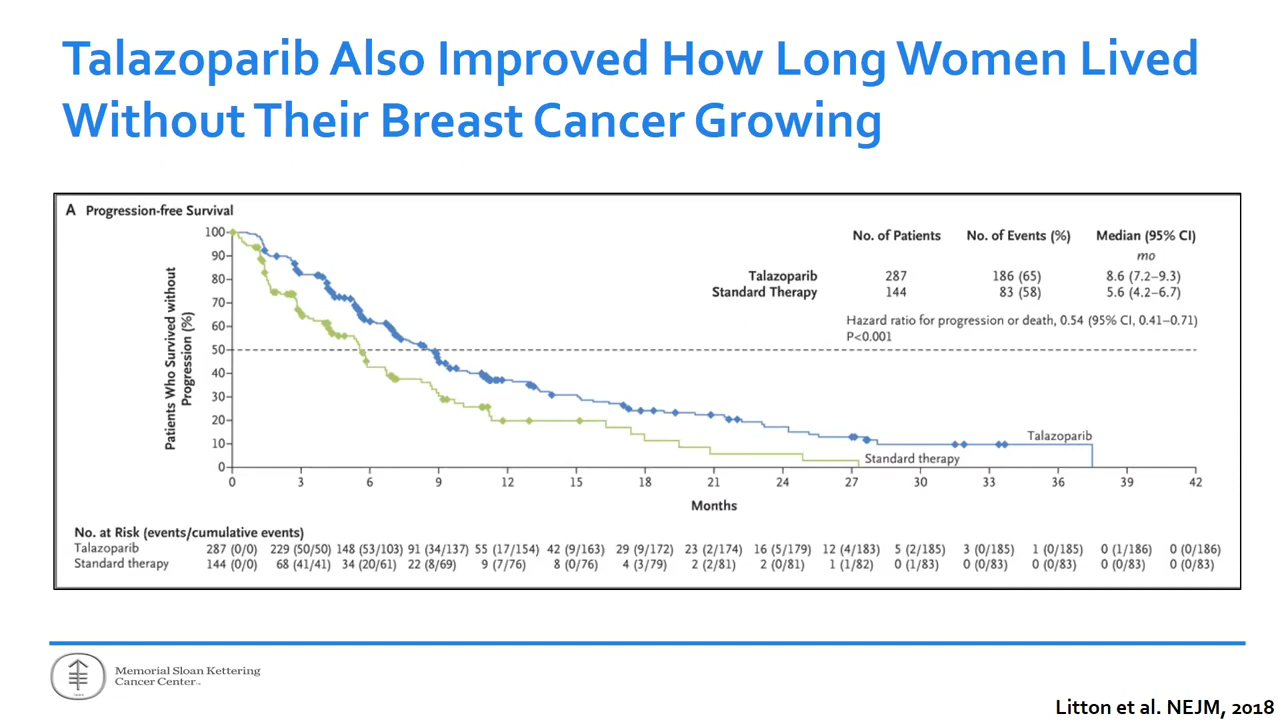 Talazoparib Also Improved How Long Women Lived
Without Their Breast Cancer Growing
A Progression-free Survival
Patients Who Survived without
Progression (%)
100
90
80
70
60
50
40
30
20
10
0
No. of Patients No. of Events (%) Median (95% CI)
mo
Talazoparib 287 186 (65) 8.6 (7.2–9.3)
Standard Therapy 144 83 (58) 5.6 (4.2–6.7)
Hazard ratio for progression or death, 0.54 (95% CI, 0.41–0.71)
P<0.001
Talazoparib
Standard therapy
0 3 6 9 12 15 18 21 24 27 30 33 36 39 42
Months
No. at Risk (events/cumulative events)
Talazoparib 287 (0/0) 229 (50/50) 148 (53/103) 91 (34/137) 55 (17/154) 42 (9/163) 29 (9/172) 23 (2/174) 16 (5/179) 12 (4/183) 5 (2/185) 3 (0/185) 1 (0/185) 0 (1/186) 0 (0/186)
Standard therapy 144 (0/0) 68 (41/41) 34 (20/61) 22 (8/69) 9 (7/76) 8 (0/76) 4 (3/79) 2 (2/81) 2 (0/81) 1 (1/82) 0 (1/83) 0 (0/83) 0 (0/83) 0 (0/83) 0 (0/83)
Memorial Sloan Kettering
Cancer Center
Litton et al. NEJM, 2018